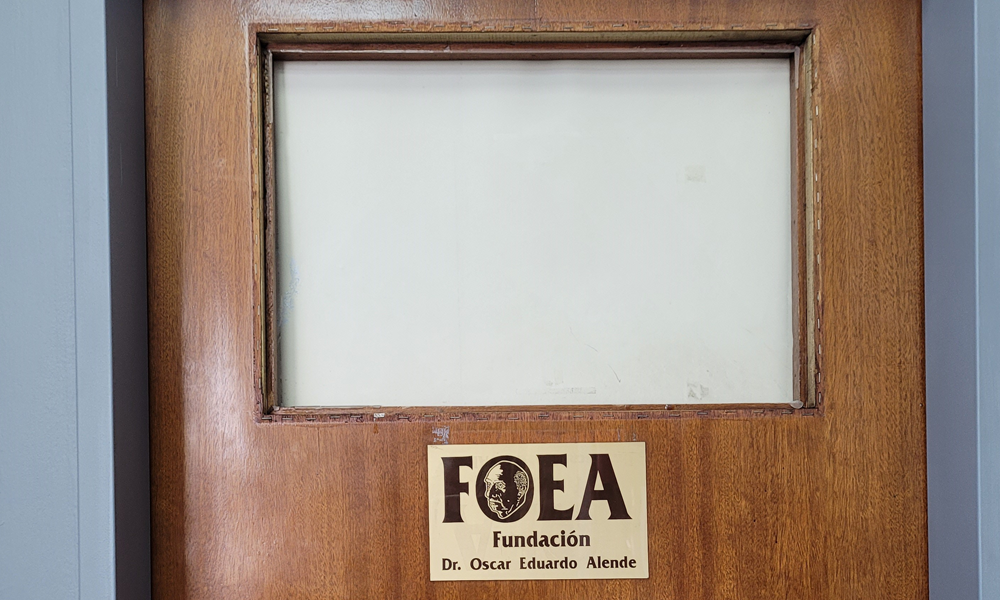 FOEA
Fundación
Dr. Oscar Eduardo Alende